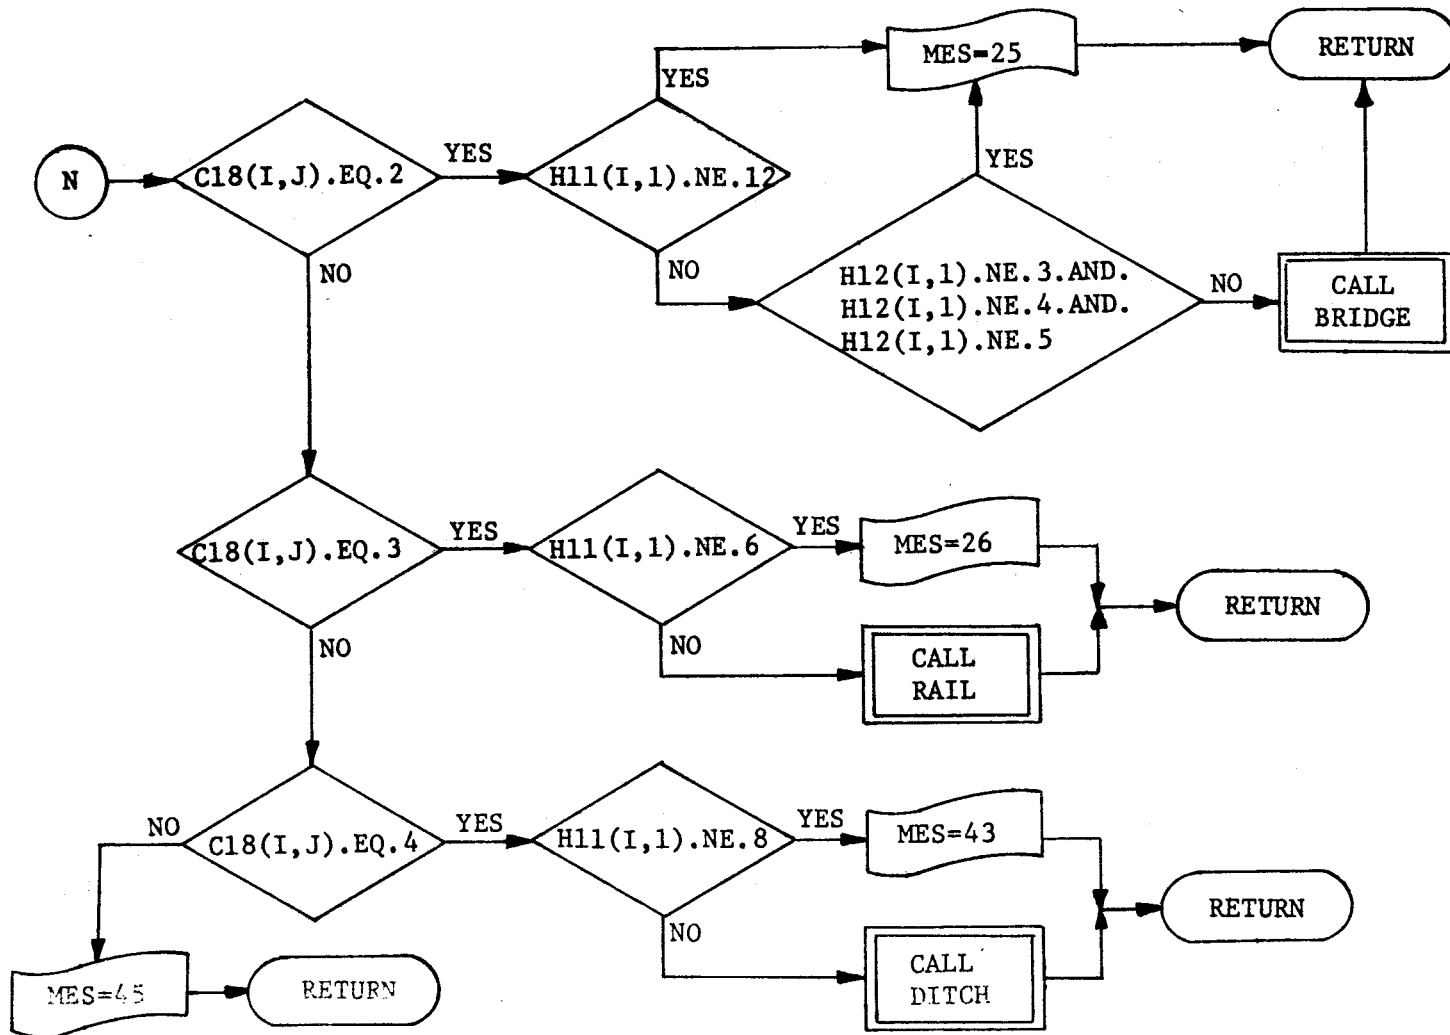 MES=25
RETURN
YES
N
C18(I,J).EQ.2
YES
H11(I,1).NE.12
YES
NO
NO
H12(I,1).NE.3.AND.
H12(I,1).NE.4.AND.
H12(I,1).NE.5
NO
CALL
BRIDGE
C18(I,J).EQ.3
YES
H11(I,1).NE.6
YES
MES=26
RETURN
NO
NO
CALL
RAIL
NO
C18(I,J).EQ.4
YES
H11(I,1).NE.8
YES
MES=43
RETURN
NO
CALL
DITCH
MES=45
RETURN